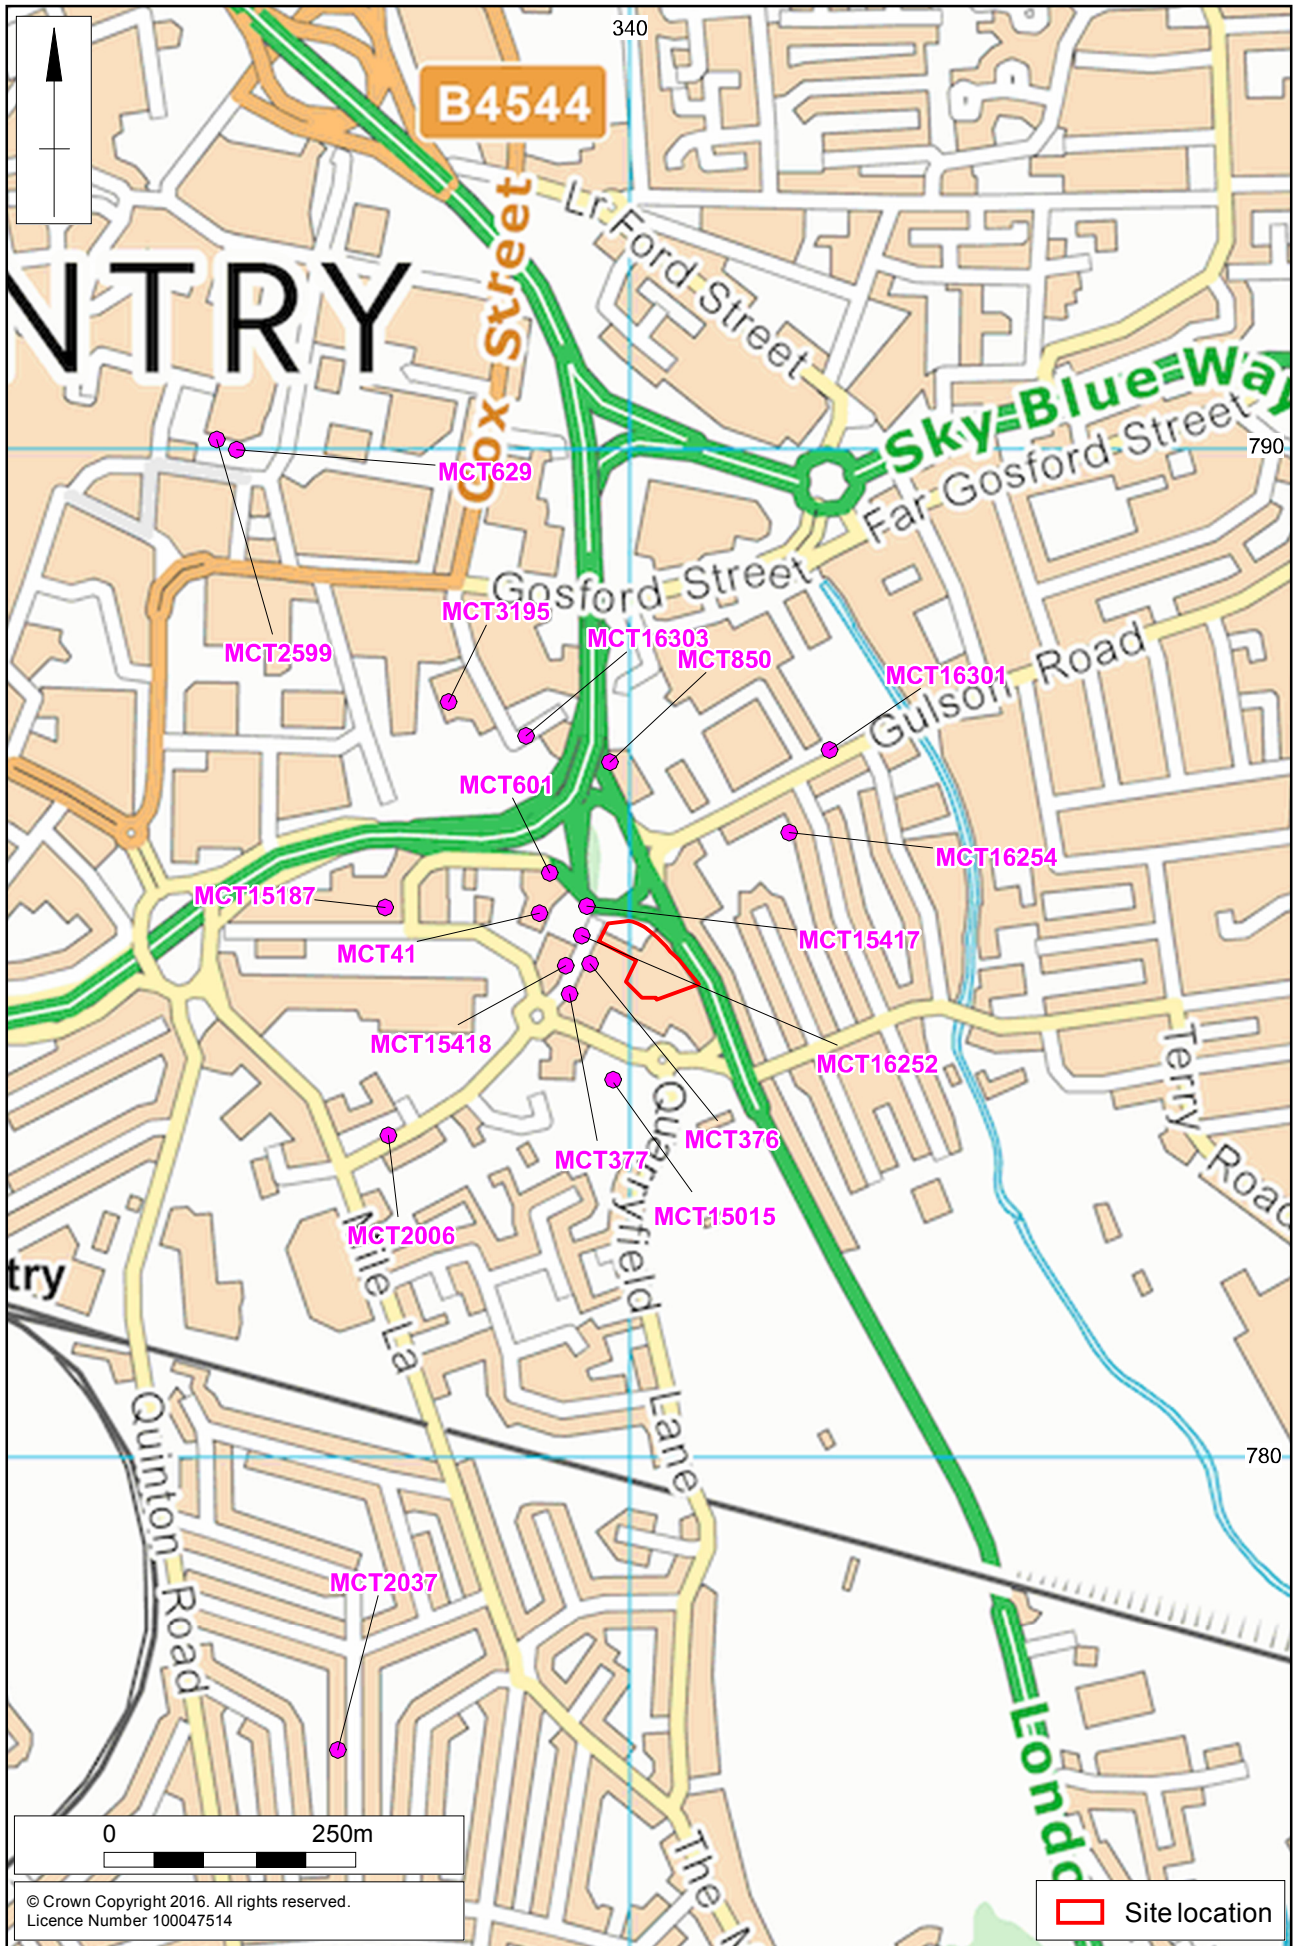 340
B4544
Lr Ford Street
NTRY
Cox Street
Sky Blue Way
790
Far Gosford Street
MCT629
Gosford Street
MCT3195
MCT16303
MCT2599
MCT850
MCT16301
Gulson Road
MCT601
MCT16254
MCT15187
MCT15417
MCT41
MCT15418
MCT16252
Terry Road
MCT376
MCT377
MCT15015
MCT2006
Quarryfield Lane
Mile La
try
Quinton Road
780
MCT2037
Londo
The
0 250m
© Crown Copyright 2016. All rights reserved.
Licence Number 100047514
Site location